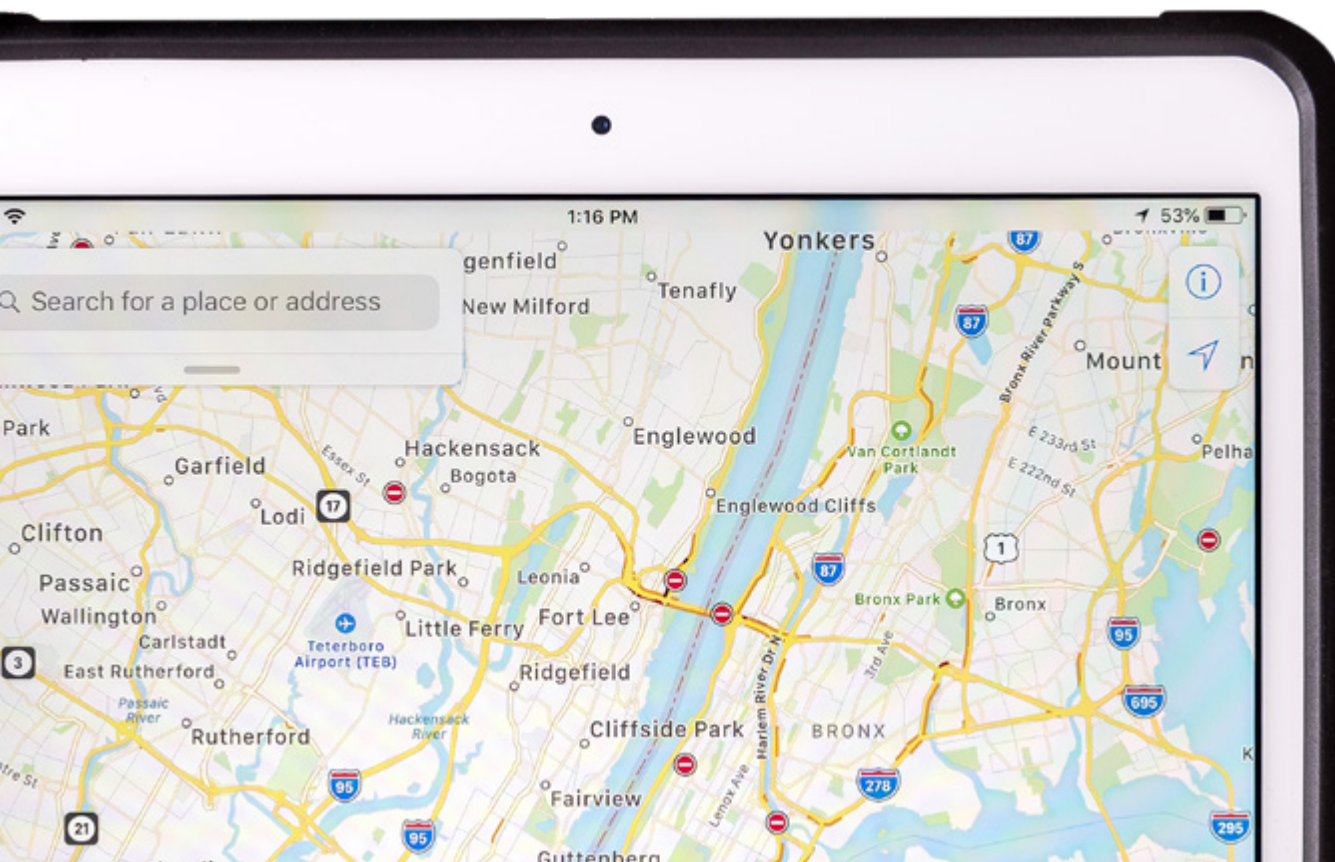 1:16 PM
53%
Yonkers
87
genfield
Tenafly
Search for a place or address
New Milford
87
Bronx River Parkway S
Mount
n
Park
Englewood
E 233rd St
Hackensack
Van Cortlandt
Park
Pelha
Garfield
Essex St
Bogota
E 222nd St
17
Lodi
Englewood Cliffs
Clifton
1
Ridgefield Park
Leonia
87
Passaic
Bronx Park
Bronx
Wallington
Fort Lee
Little Ferry
95
Carlstadt
Teterboro
Airport (TEB)
3rd Ave
3
East Rutherford
Ridgefield
Harlem River Dr N
695
Passaic
River
Hackensack
River
Rutherford
Cliffside Park
BRONX
K
tre St
95
278
Lenox Ave
Fairview
21
95
295
Guttenberg